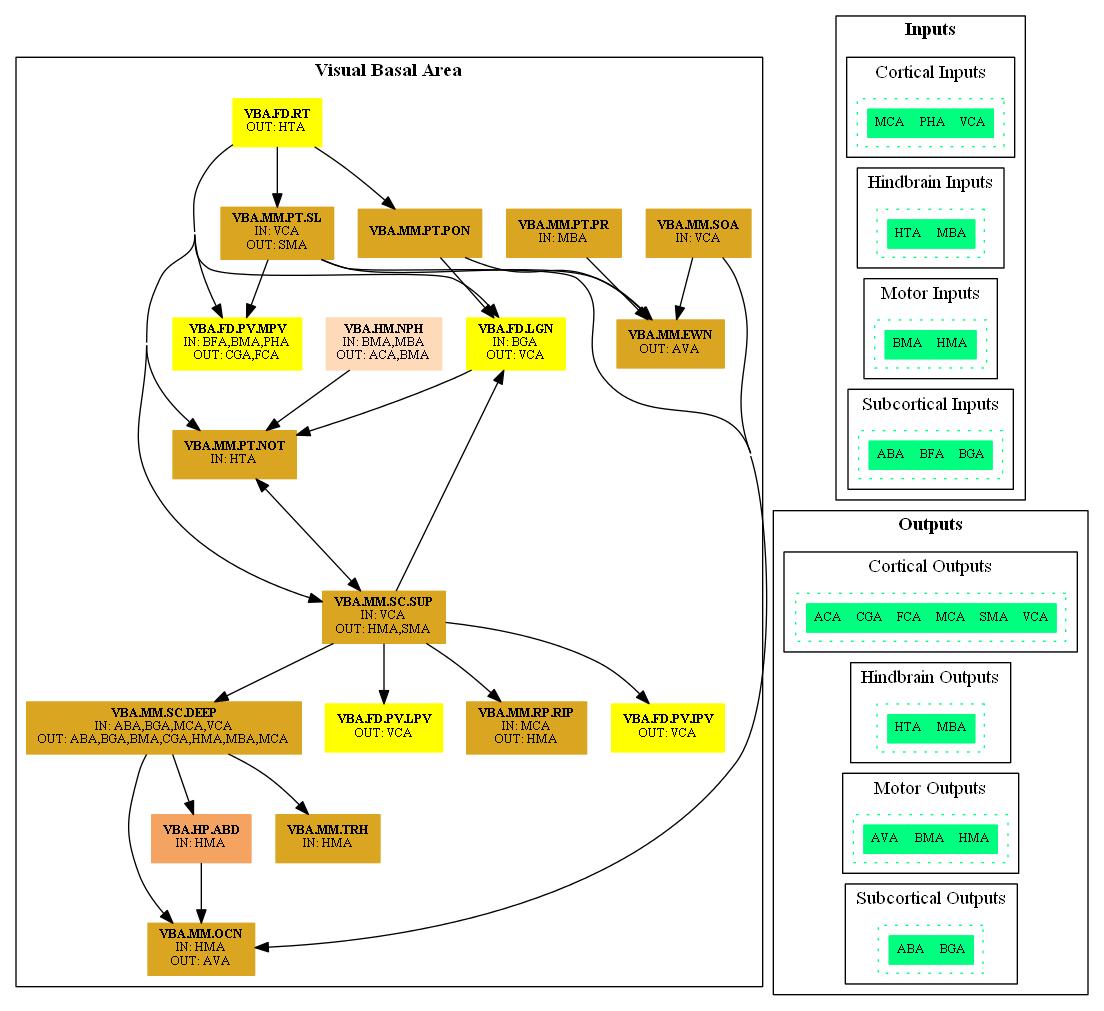 Visual Basal Area
VBA.FD.RT
OUT: HTA
VBA.MM.PT.SL
IN: VCA
OUT: SMA
VBA.MM.PT.PON
VBA.MM.PT.PR
IN: MBA
VBA.MM.SOA
IN: VCA
VBA.FD.PV.MPV
IN: BFA,BMA,PHA
OUT: CGA,FCA
VBA.HM.NPH
IN: BMA,MBA
OUT: ACA,BMA
VBA.FD.LGN
IN: BGA
OUT: VCA
VBA.MM.EWN
OUT: AVA
VBA.MM.PT.NOT
IN: HTA
VBA.MM.SC.SUP
IN: VCA
OUT: HMA,SMA
VBA.MM.SC.DEEP
IN: ABA,BGA,MCA,VCA
OUT: ABA,BGA,BMA,CGA,HMA,MBA,MCA
VBA.FD.PV.LPV
OUT: VCA
VBA.MM.RP.RIP
IN: MCA
OUT: HMA
VBA.FD.PV.IPV
OUT: VCA
VBA.HP.ABD
IN: HMA
VBA.MM.TRH
IN: HMA
VBA.MM.OCN
IN: HMA
OUT: AVA
Inputs
Cortical Inputs
MCA PHA VCA
Hindbrain Inputs
HTA MBA
Motor Inputs
BMA HMA
Subcortical Inputs
ABA BFA BGA
Outputs
Cortical Outputs
ACA CGA FCA MCA SMA VCA
Hindbrain Outputs
HTA MBA
Motor Outputs
AVA BMA HMA
Subcortical Outputs
ABA BGA